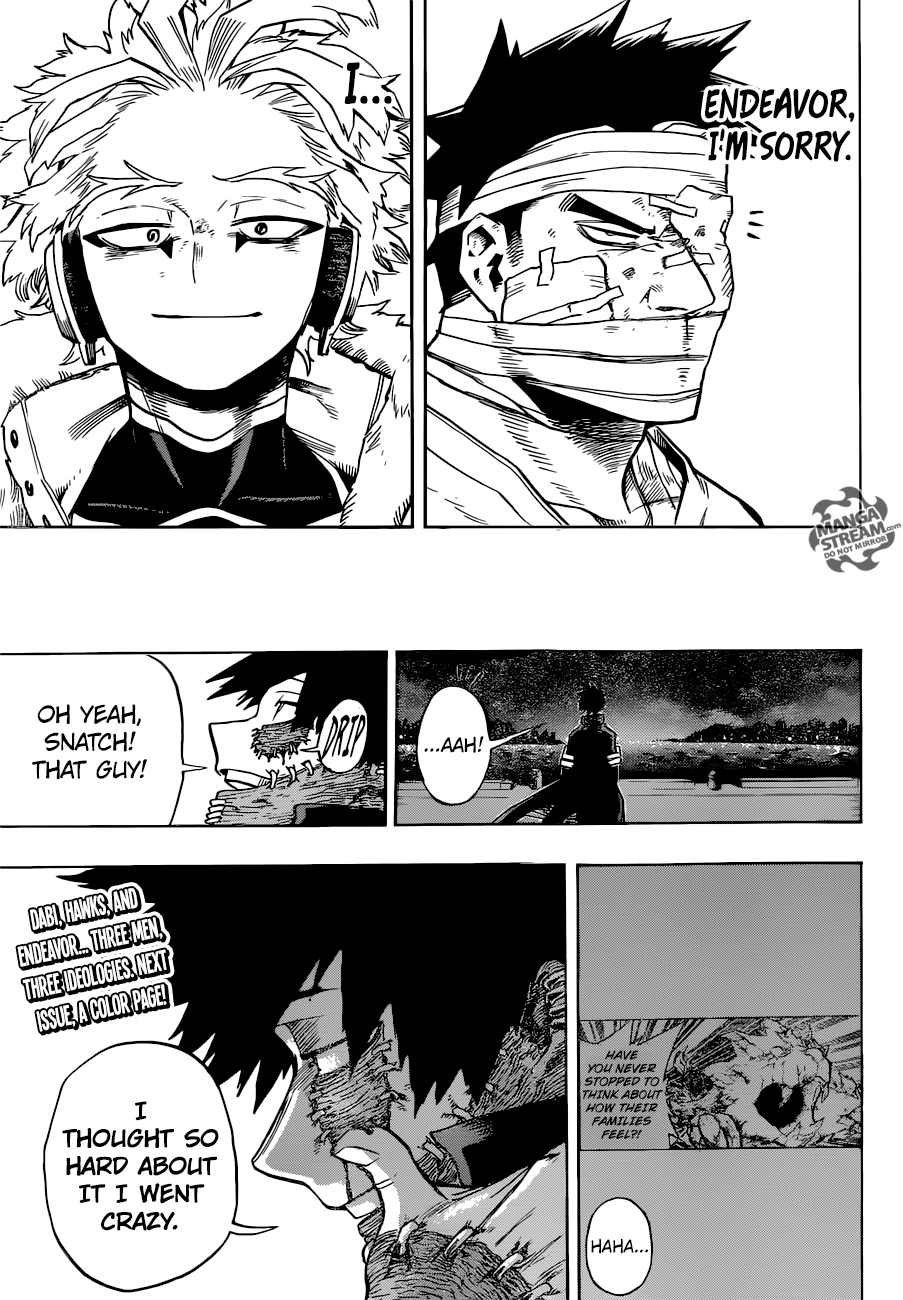 ENDEAVOR,
I'M SORRY.
I...
MANGA
STREAM.com
DO NOT MIRROR
...AAH!
DRIP
OH YEAH,
SNATCH!
THAT GUY!
HAVE
YOU NEVER
STOPPED TO
THINK ABOUT
HOW THEIR
FAMILIES
FEEL?!
HAHA...
DABI, HAWKS, AND
ENDEAVOR... THREE MEN,
THREE IDEOLOGIES. NEXT
ISSUE, A COLOR PAGE!
I
THOUGHT SO
HARD ABOUT
IT I WENT
CRAZY.